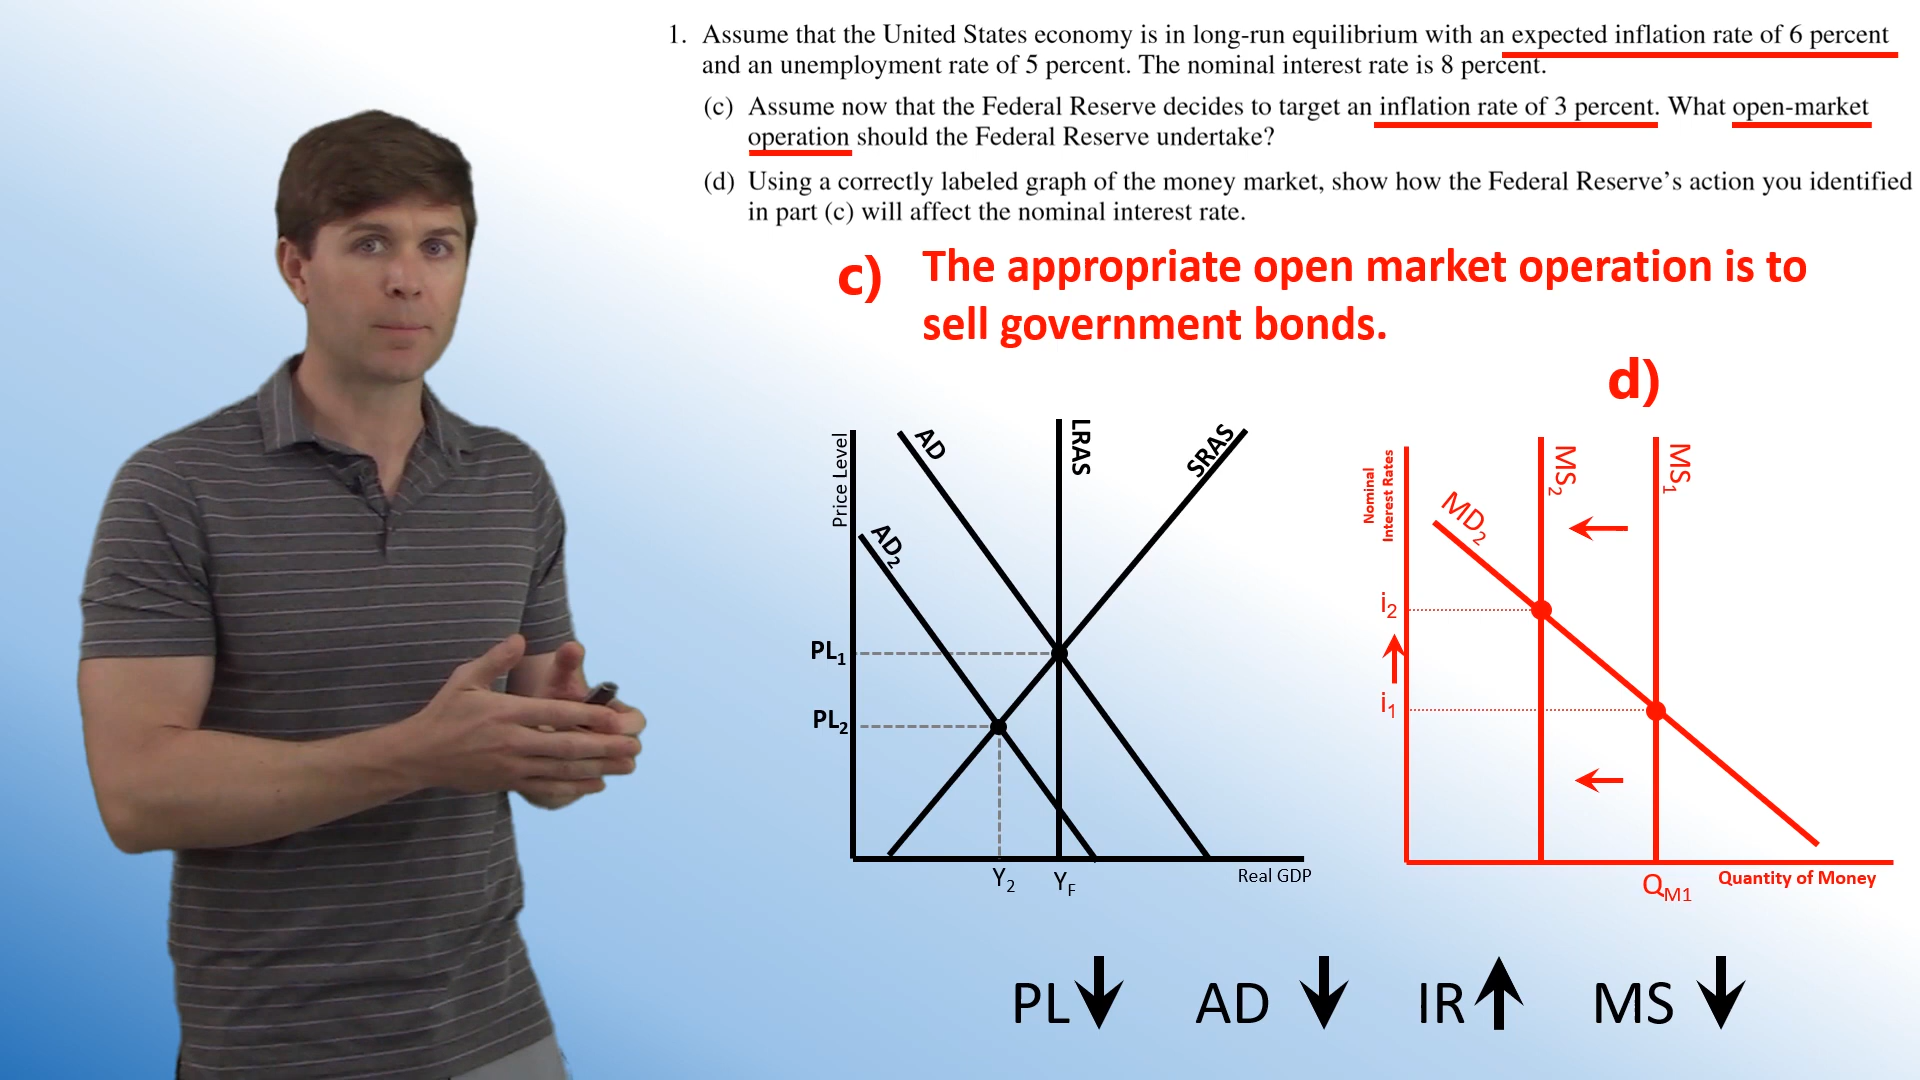 1. Assume that the United States economy is in long-run equilibrium with an expected inflation rate of 6 percent
and an unemployment rate of 5 percent. The nominal interest rate is 8 percent.
(c) Assume now that the Federal Reserve decides to target an inflation rate of 3 percent. What open-market
operation should the Federal Reserve undertake?
(d) Using a correctly labeled graph of the money market, show how the Federal Reserve's action you identified
in part (c) will affect the nominal interest rate.
c) The appropriate open market operation is to
sell government bonds.
d)
Price Level
AD
AD2
LRAS
SRAS
PL1
PL2
Y2
YF
Real GDP
Nominal
Interest Rates
MD2
MS2
MS1
i2
i1
QM1
Quantity of Money
PL AD IR MS